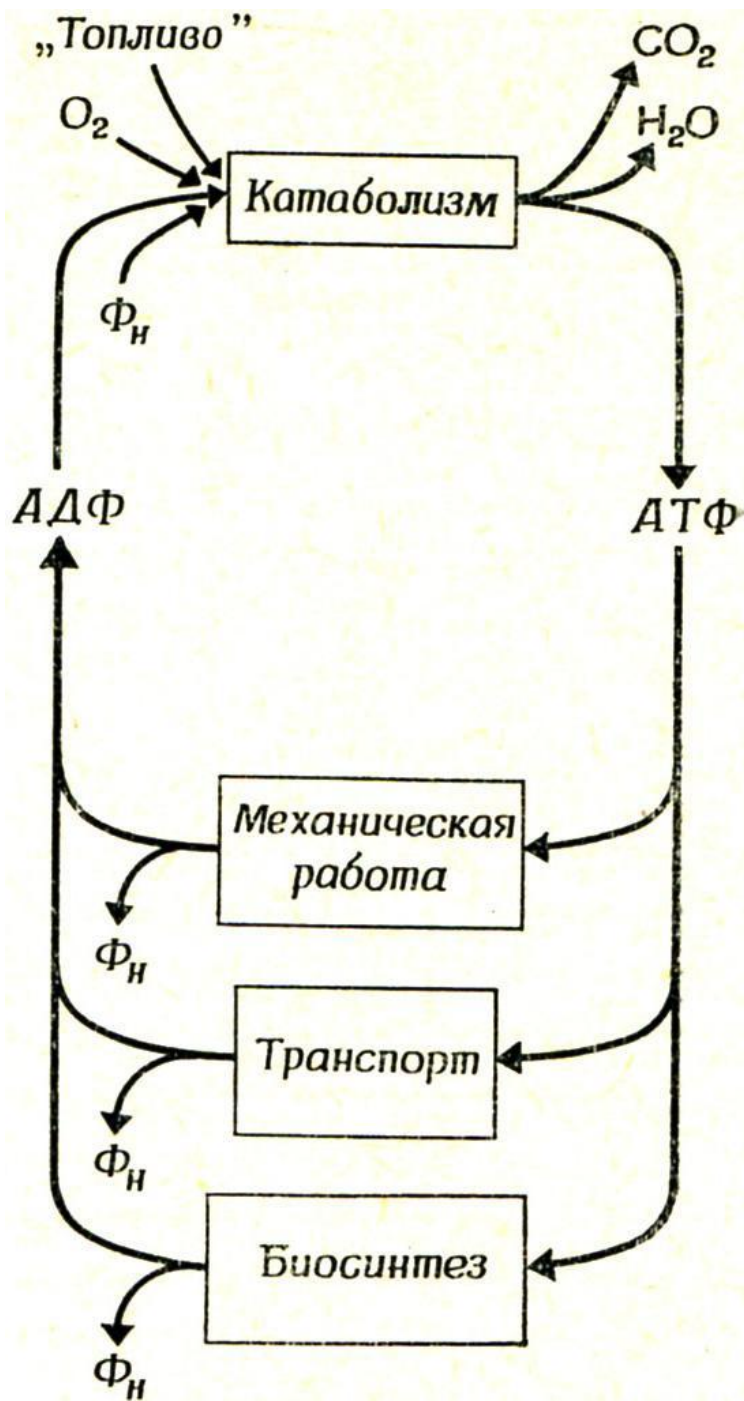 „Топливо"
CO₂
O₂
H₂O
Катаболизм
Фн
АДФ
АТФ
Механическая
работа
Фн
Транспорт
Фн
Биосинтез
Фн